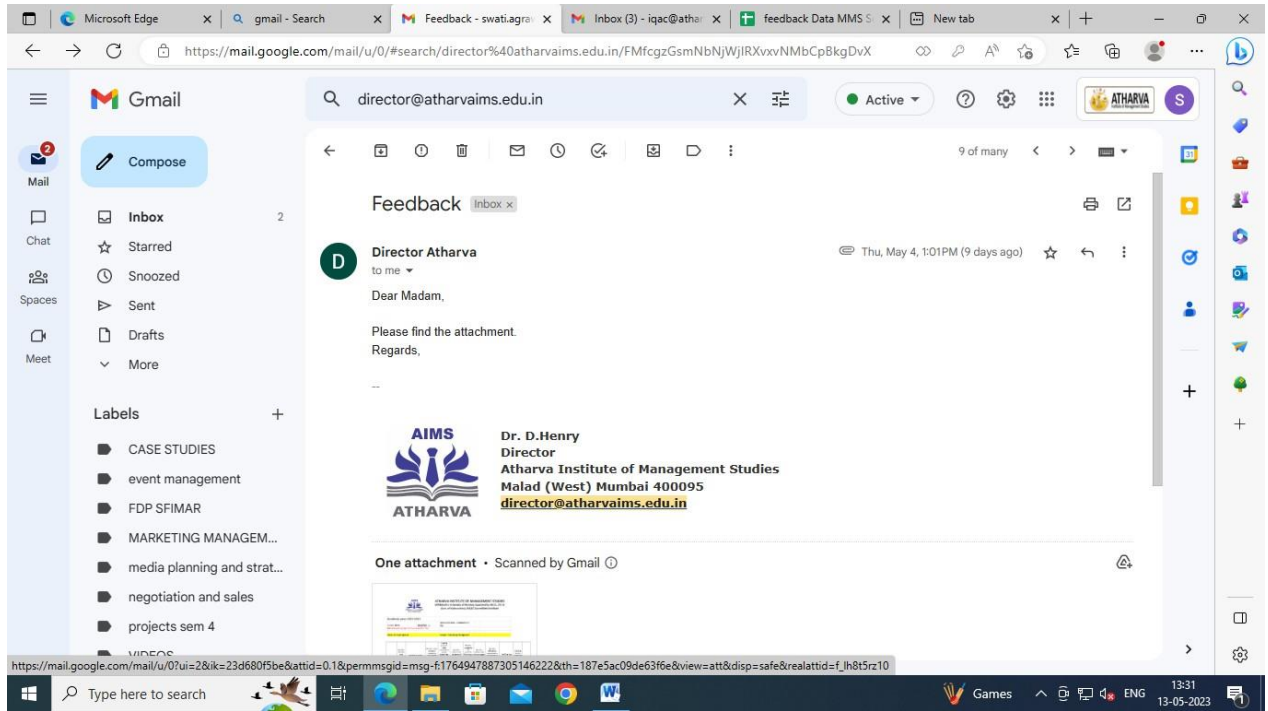 Microsoft Edge
gmail - Search
Feedback - swati.agra
Inbox (3) - iqac@athar
feedback Data MMS S
New tab
https://mail.google.com/mail/u/0/#search/director%40atharvaims.edu.in/FMfcgzGsmNbNjWjlRXvxvNMbCpBkgDvX
Gmail
director@atharvaims.edu.in
Active
ATHARVA
S
2
Mail
Chat
Spaces
Meet
Compose
Inbox 2
Starred
Snoozed
Sent
Drafts
More
Labels
CASE STUDIES
event management
FDP SFIMAR
MARKETING MANAGEM...
media planning and strat...
negotiation and sales
projects sem 4
VIDEOS
9 of many
31
Feedback Inbox x
D
Director Atharva
Thu, May 4, 1:01 PM (9 days ago)
to me
Dear Madam,
Please find the attachment.
Regards,
--
AIMS
ATHARVA
Dr. D.Henry
Director
Atharva Institute of Management Studies
Malad (West) Mumbai 400095
director@atharvaims.edu.in
One attachment • Scanned by Gmail
https://mail.google.com/mail/u/0?ui=2&ik=23d680f5be&attid=0.1&permmsgid=msg-f:1764947887305146222&th=187e5ac09de63f6e&view=att&disp=safe&realattid=f_lh8t5rz10
Type here to search
Games
ENG
13:31
13-05-2023